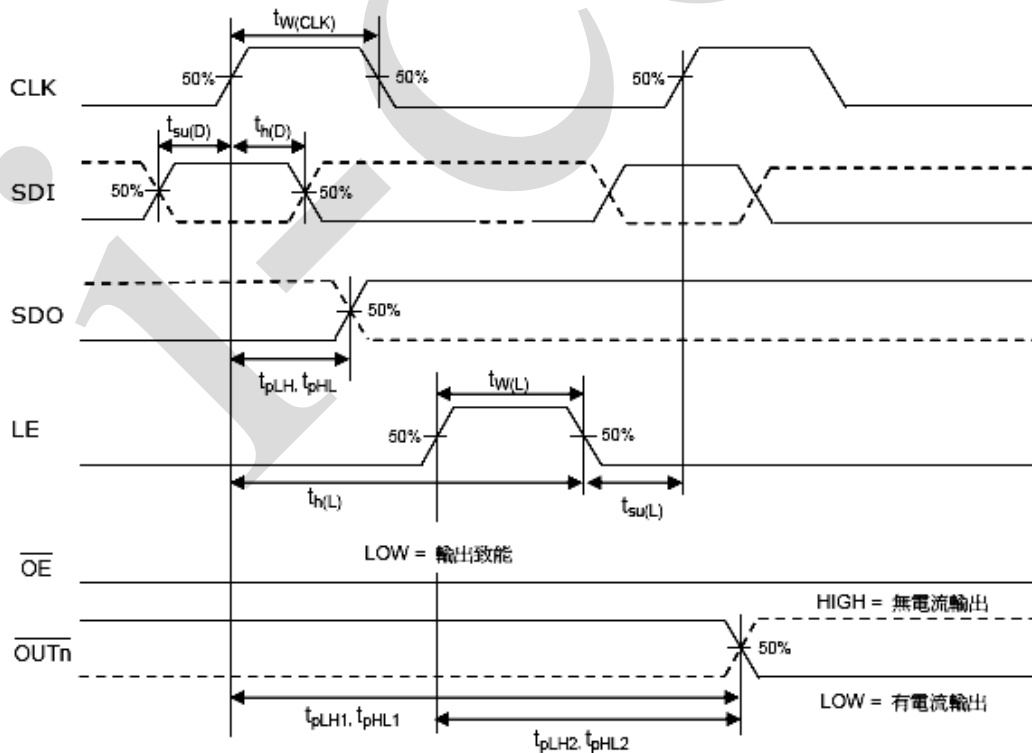 tW(CLK)
CLK
50%
50%
50%
tsu(D)
th(D)
SDI
50%
50%
SDO
50%
tpLH, tpHL
tW(L)
LE
50%
50%
th(L)
tsu(L)
LOW = 輸出致能
OE
HIGH = 無電流輸出
OUTn
50%
LOW = 有電流輸出
tpLH1, tpHL1
tpLH2, tpHL2